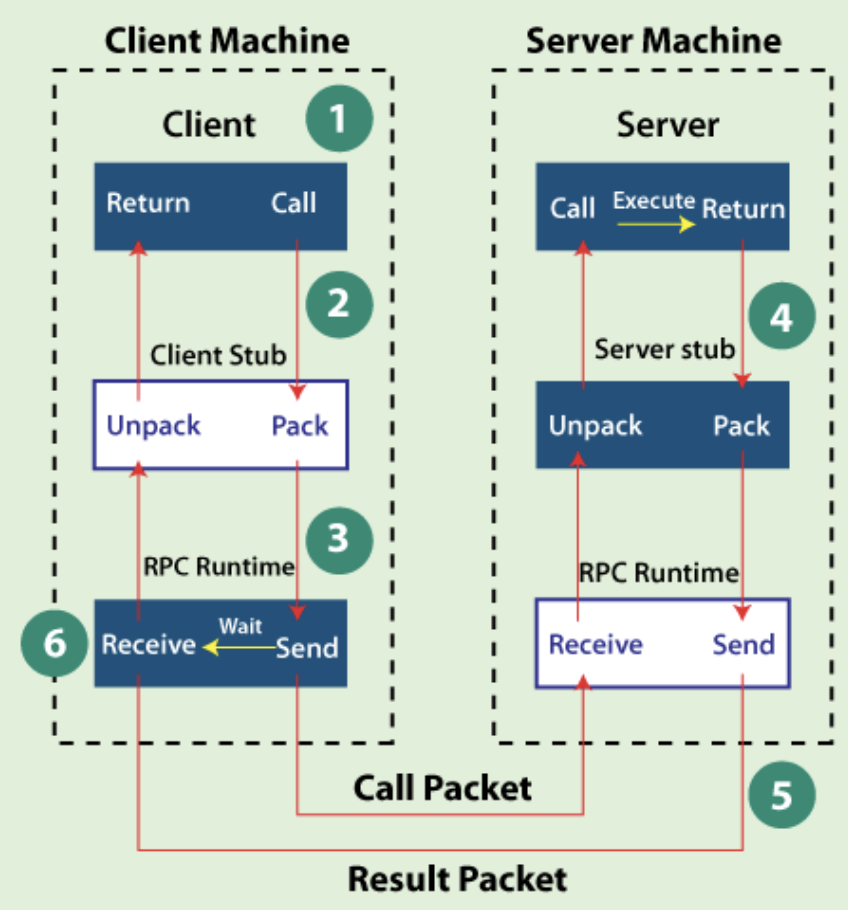 Client Machine
Server Machine
Client
1
Server
Return
Call
Call
Execute
Return
2
4
Client Stub
Server stub
Unpack
Pack
Unpack
Pack
3
RPC Runtime
RPC Runtime
6
Receive
Wait
Send
Receive
Send
Call Packet
5
Result Packet